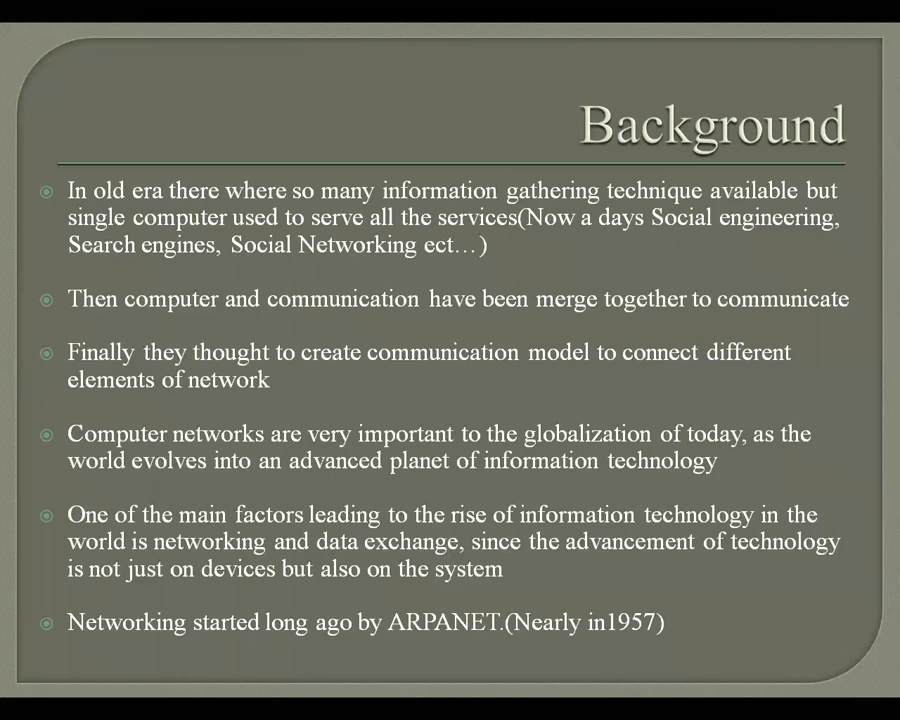 Background
In old era there where so many information gathering technique available but
single computer used to serve all the services(Now a days Social engineering,
Search engines, Social Networking ect…)
Then computer and communication have been merge together to communicate
Finally they thought to create communication model to connect different
elements of network
Computer networks are very important to the globalization of today, as the
world evolves into an advanced planet of information technology
One of the main factors leading to the rise of information technology in the
world is networking and data exchange, since the advancement of technology
is not just on devices but also on the system
Networking started long ago by ARPANET.(Nearly in1957)